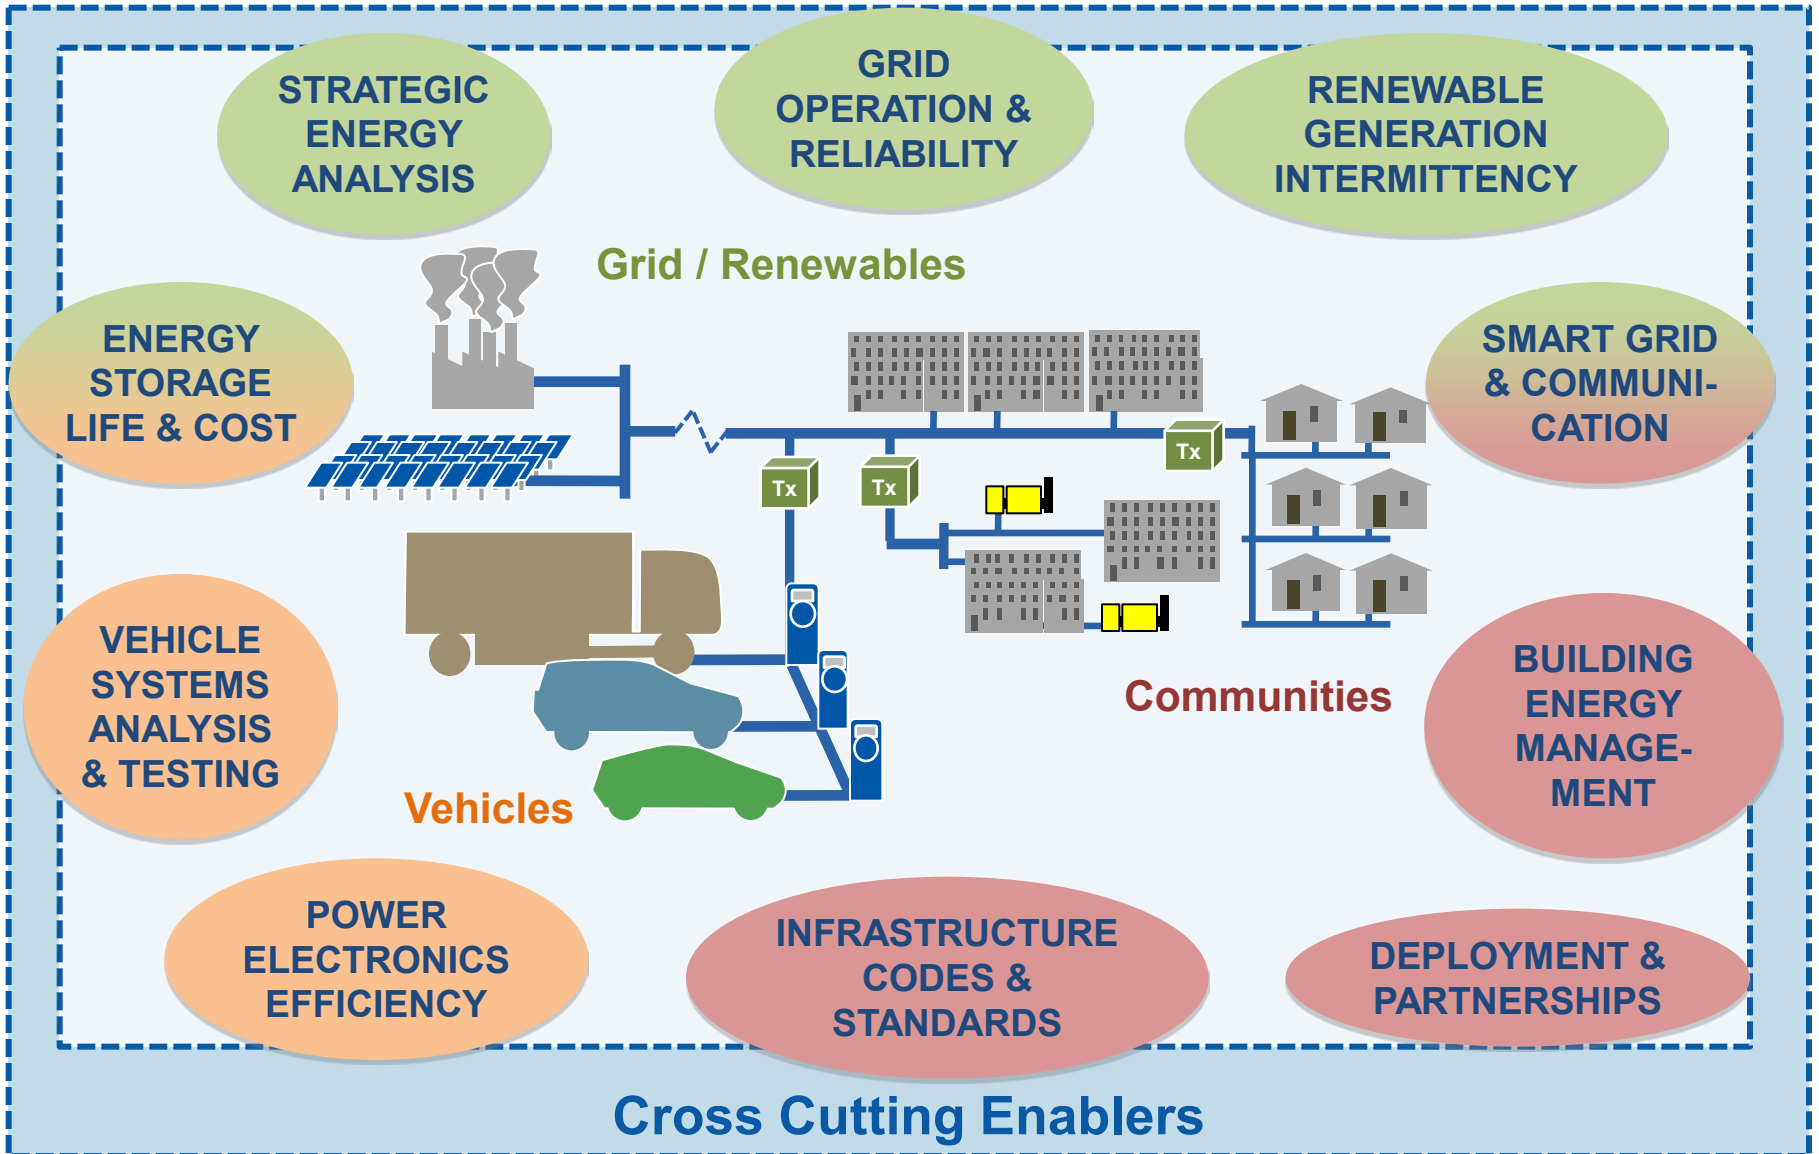 STRATEGIC
ENERGY
ANALYSIS
GRID
OPERATION &
RELIABILITY
RENEWABLE
GENERATION
INTERMITTENCY
Grid / Renewables
ENERGY
STORAGE
LIFE & COST
SMART GRID
& COMMUNI-
CATION
Tx
Tx
Tx
VEHICLE
SYSTEMS
ANALYSIS
& TESTING
Communities
BUILDING
ENERGY
MANAGE-
MENT
Vehicles
POWER
ELECTRONICS
EFFICIENCY
INFRASTRUCTURE
CODES &
STANDARDS
DEPLOYMENT &
PARTNERSHIPS
Cross Cutting Enablers